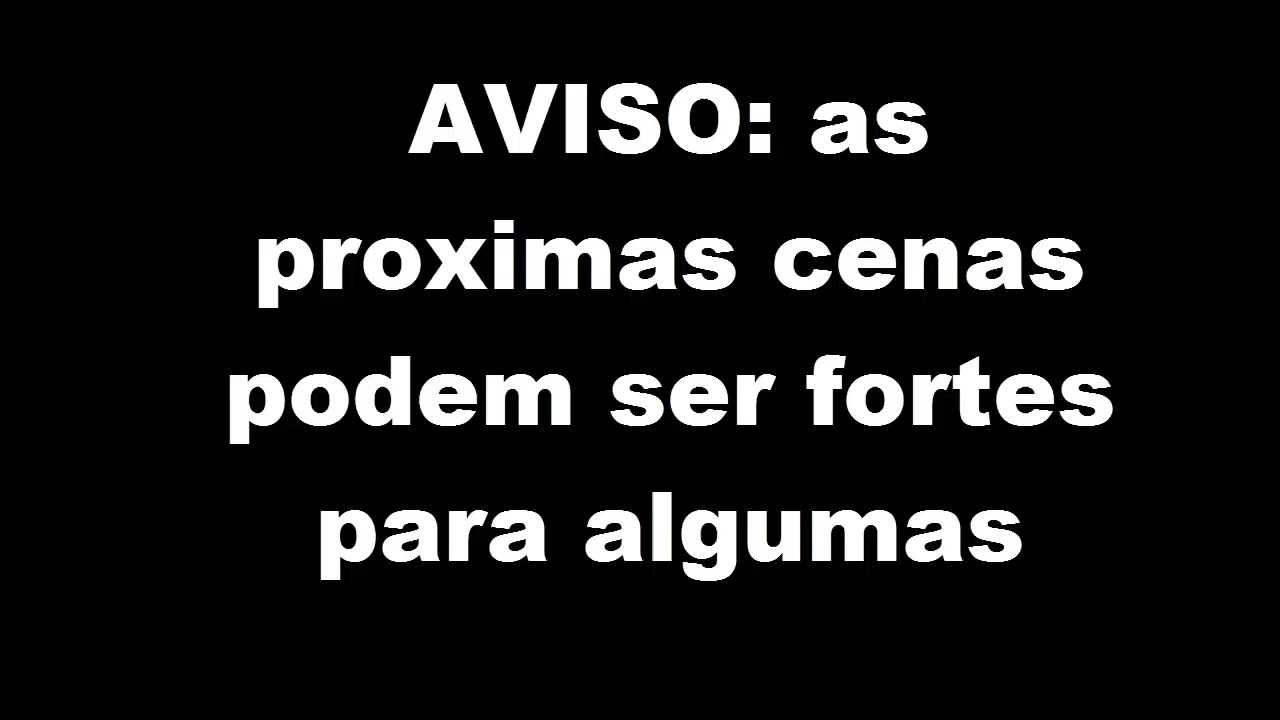 AVISO: as
proximas cenas
podem ser fortes
para algumas